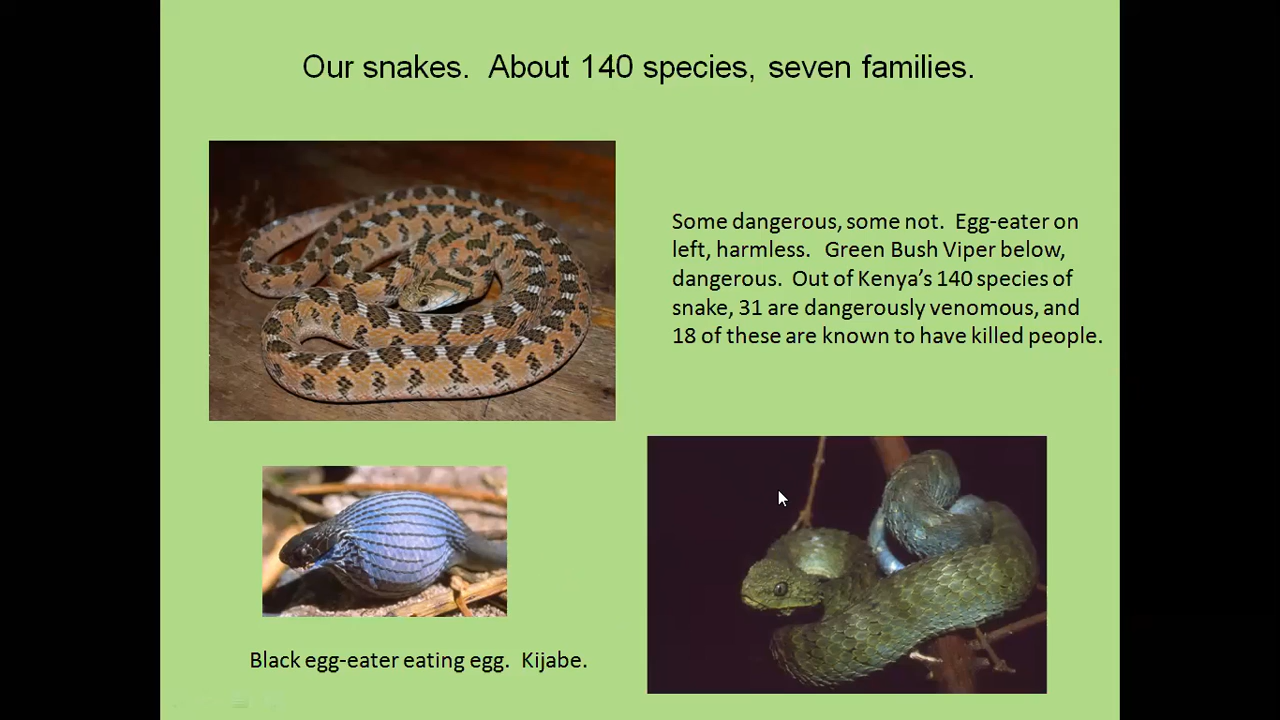 Our snakes.  About 140 species, seven families.
Some dangerous, some not.  Egg-eater on
left, harmless.   Green Bush Viper below,
dangerous.  Out of Kenya’s 140 species of
snake, 31 are dangerously venomous, and
18 of these are known to have killed people.
Black egg-eater eating egg.  Kijabe.